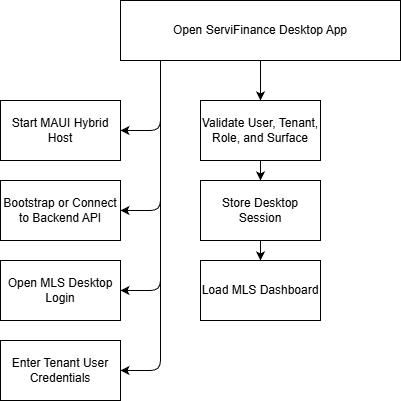 Open ServiFinance Desktop App
Start MAUI Hybrid
Host
Bootstrap or Connect
to Backend API
Open MLS Desktop
Login
Enter Tenant User
Credentials
Validate User, Tenant,
Role, and Surface
Store Desktop
Session
Load MLS Dashboard